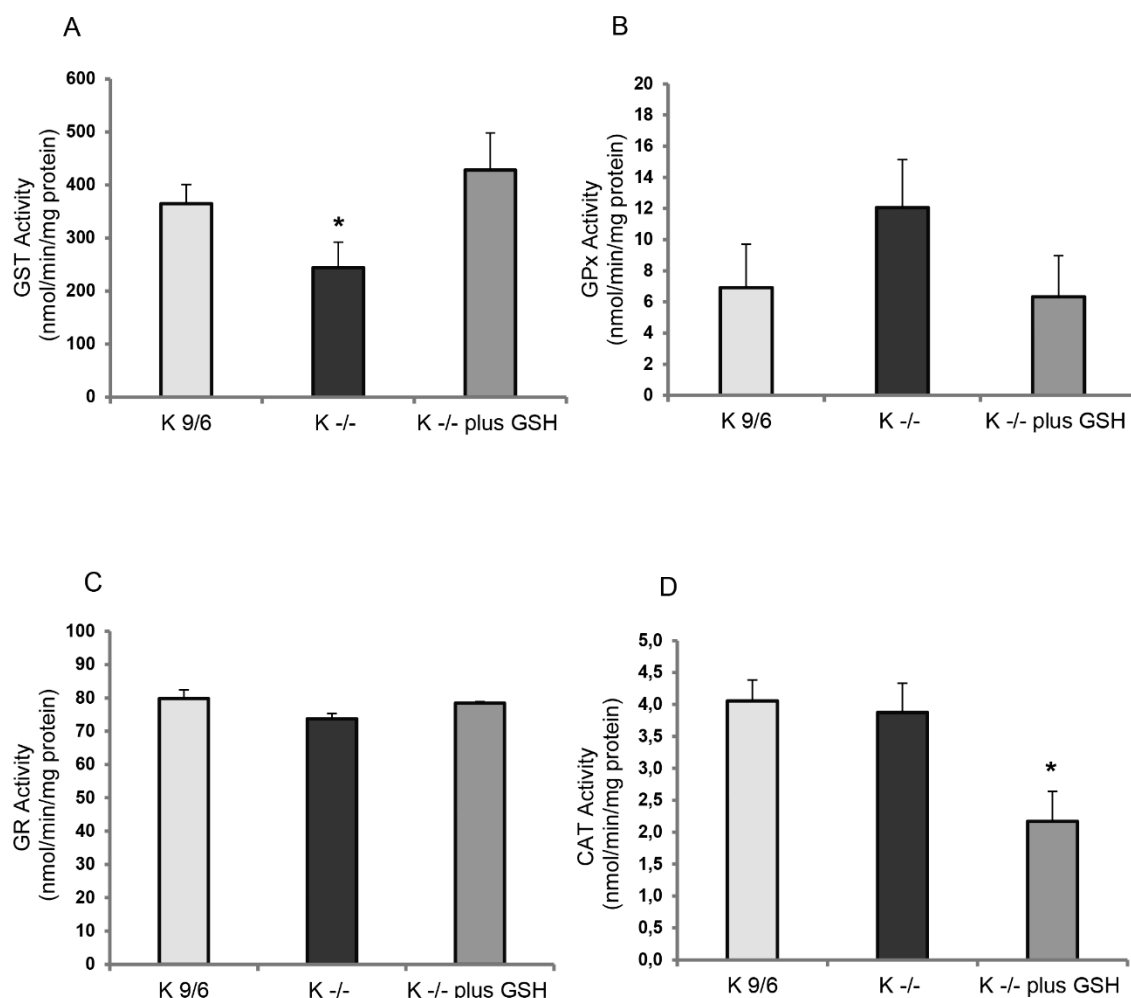 A
GST Activity
(nmol/min/mg protein)
600
500
400
300
200
100
0
*
K 9/6
K -/-
K -/- plus GSH
B
GPx Activity
(nmol/min/mg protein)
20
18
16
14
12
10
8
6
4
2
0
K 9/6
K -/-
K -/- plus GSH
C
GR Activity
(nmol/min/mg protein)
100
90
80
70
60
50
40
30
20
10
0
K 9/6
K -/-
K -/- plus GSH
D
CAT Activity
(nmol/min/mg protein)
5,0
4,5
4,0
3,5
3,0
2,5
2,0
1,5
1,0
0,5
0,0
*
K 9/6
K -/-
K -/- plus GSH